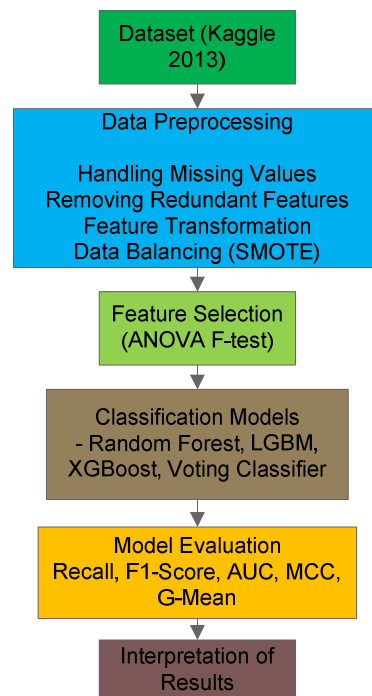 Dataset (Kaggle
2013)
Data Preprocessing
Handling Missing Values
Removing Redundant Features
Feature Transformation
Data Balancing (SMOTE)
Feature Selection
(ANOVA F-test)
Classification Models
- Random Forest, LGBM,
XGBoost, Voting Classifier
Model Evaluation
Recall, F1-Score, AUC, MCC,
G-Mean
Interpretation of
Results